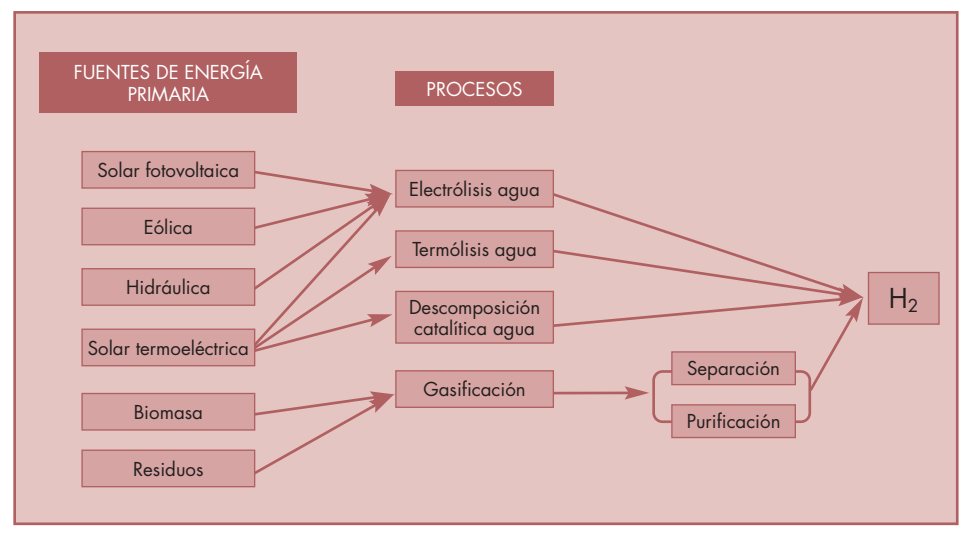 FUENTES DE ENERGÍA
PRIMARIA
PROCESOS
Solar fotovoltaica
Eólica
Hidráulica
Solar termoeléctrica
Biomasa
Residuos
Electrólisis agua
Termólisis agua
Descomposición
catalítica agua
Gasificación
Separación
Purificación
H₂